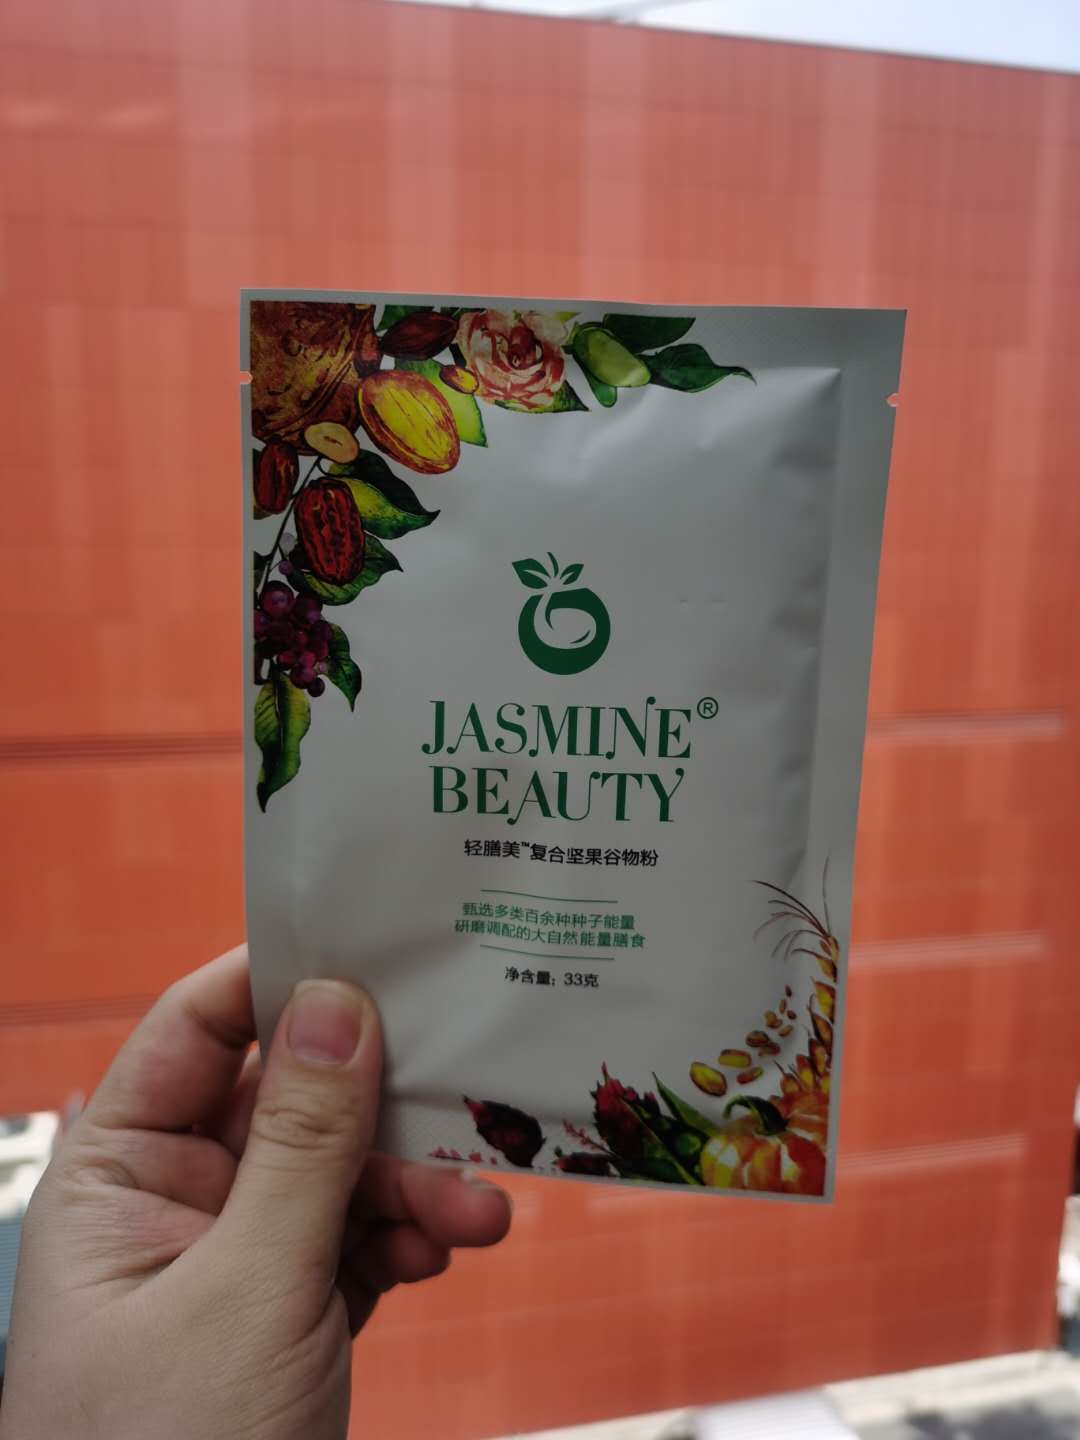 JASMINE®
BEAUTY
轻膳美™复合坚果谷物粉
甄选多类百余种种子能量
研磨调配的大自然能量膳食
净含量：33克